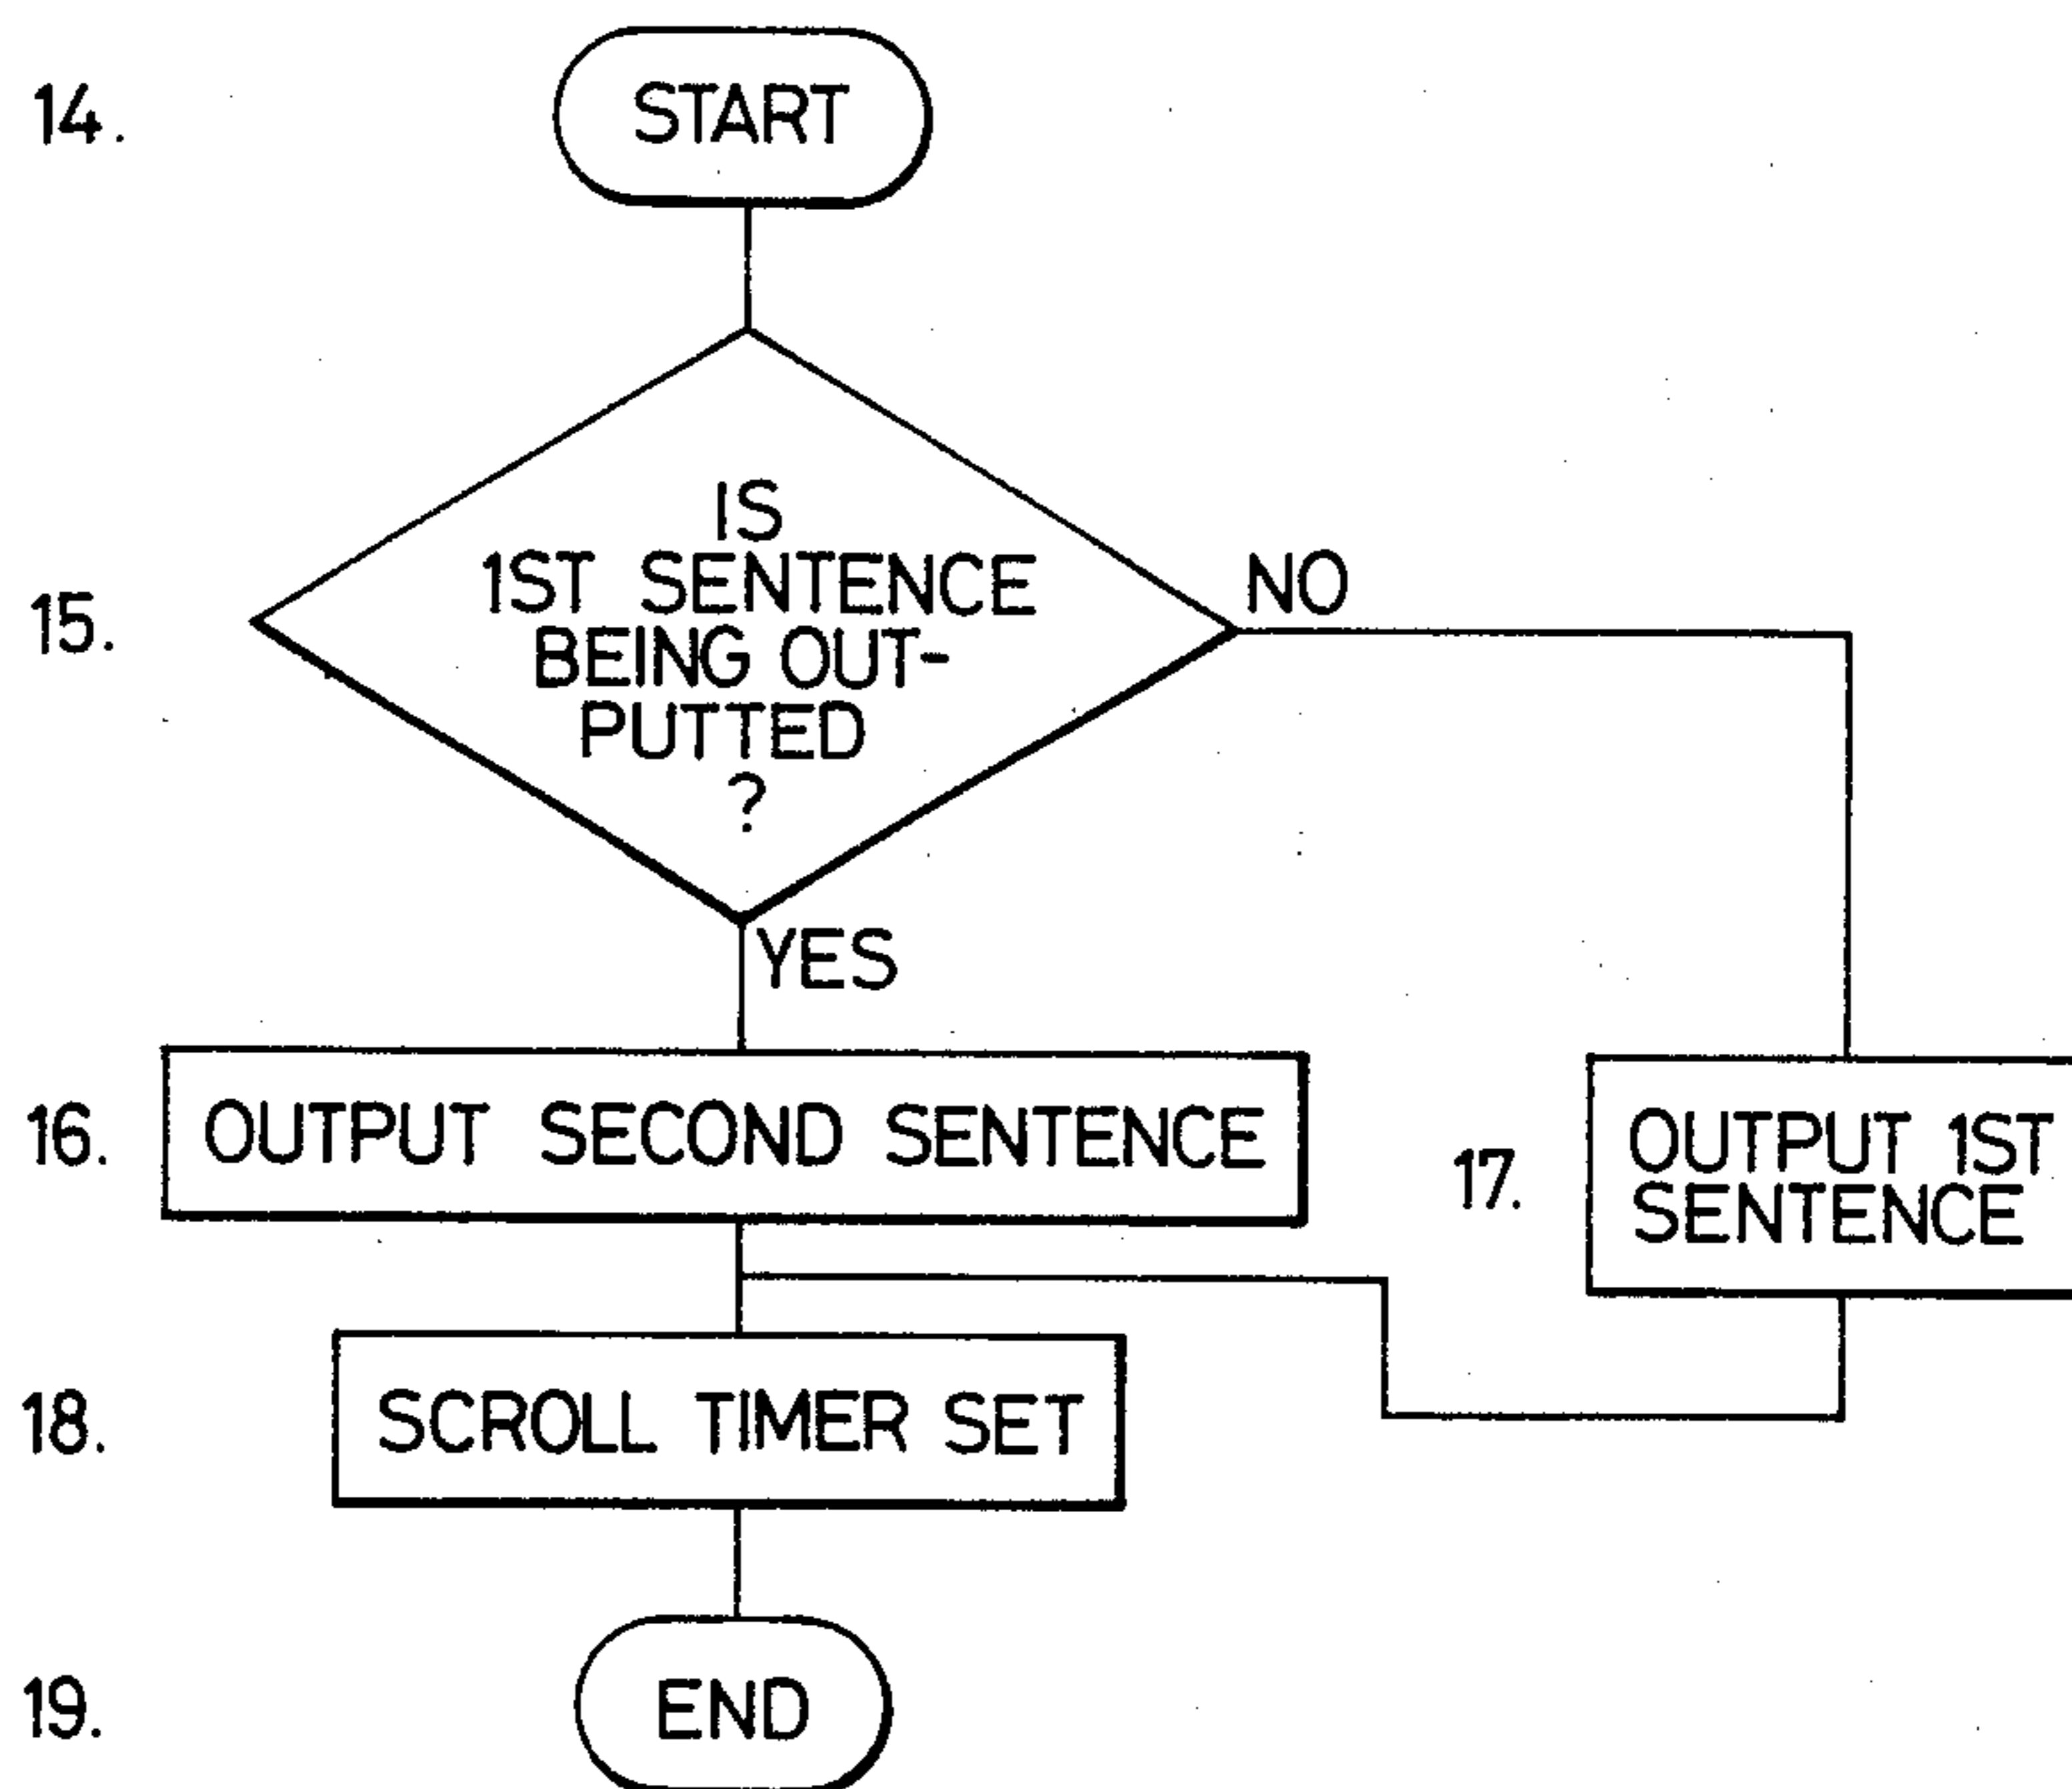 14.
START
15.
IS
1ST SENTENCE
BEING OUT-
PUTTED
?
NO
YES
16.
OUTPUT SECOND SENTENCE
17.
OUTPUT 1ST
SENTENCE
18.
SCROLL TIMER SET
19.
END